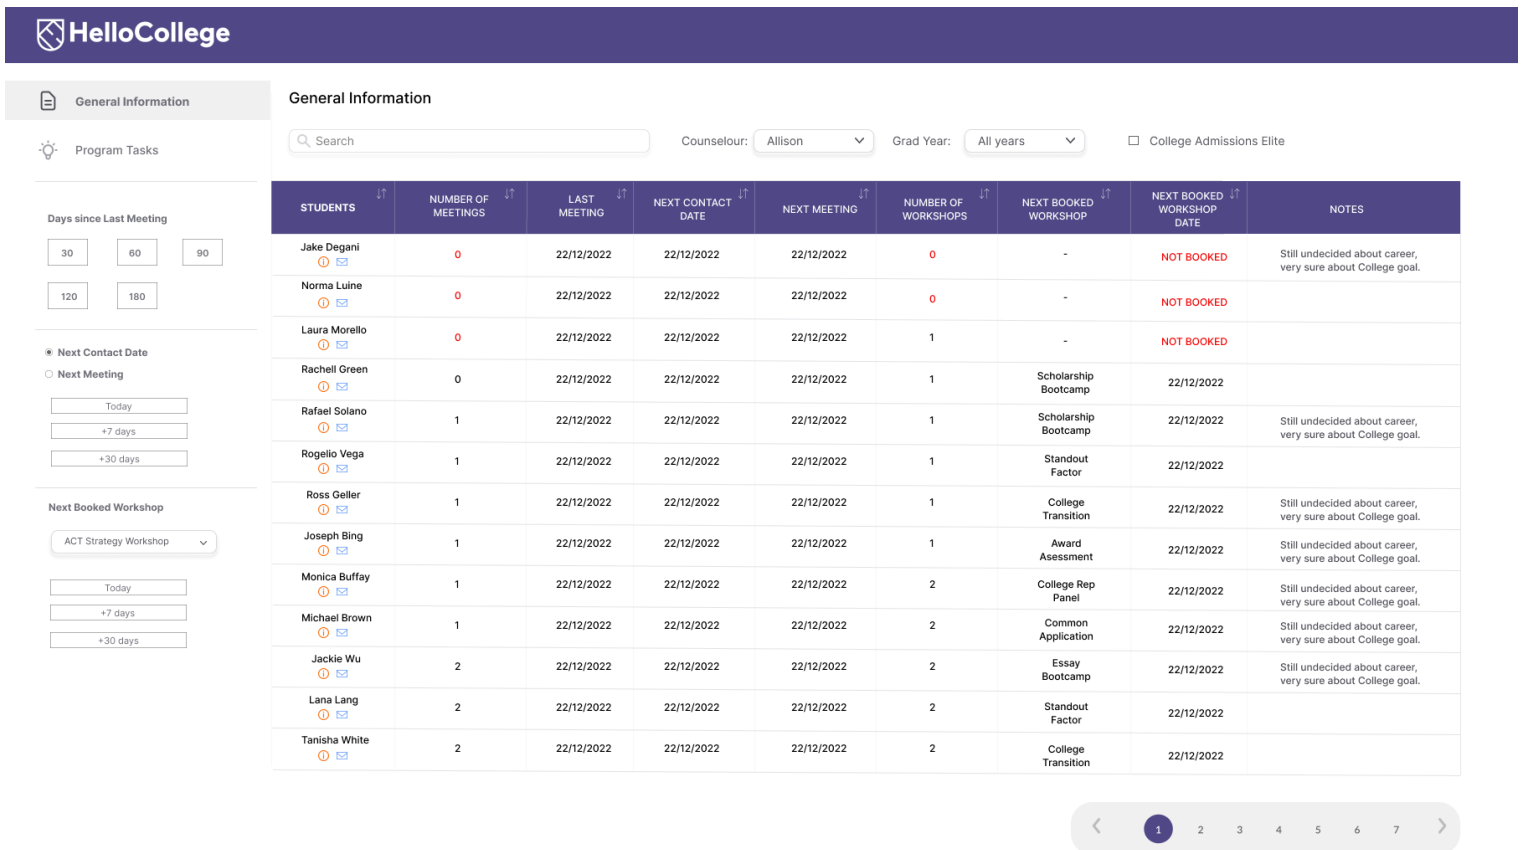 HelloCollege
General Information
Program Tasks
Days since Last Meeting
30 60 90
120 180
Next Contact Date
Next Meeting
Today
+7 days
+30 days
Next Booked Workshop
ACT Strategy Workshop
Today
+7 days
+30 days
General Information
Search
Counselour: Allison Grad Year: All years College Admissions Elite
STUDENTS NUMBER OF MEETINGS LAST MEETING NEXT CONTACT DATE NEXT MEETING NUMBER OF WORKSHOPS NEXT BOOKED WORKSHOP NEXT BOOKED WORKSHOP DATE NOTES
Jake Degani 0 22/12/2022 22/12/2022 22/12/2022 0 - NOT BOOKED Still undecided about career, very sure about College goal.
Norma Luine 0 22/12/2022 22/12/2022 22/12/2022 0 - NOT BOOKED
Laura Morello 0 22/12/2022 22/12/2022 22/12/2022 1 - NOT BOOKED
Rachell Green 0 22/12/2022 22/12/2022 22/12/2022 1 Scholarship Bootcamp 22/12/2022
Rafael Solano 1 22/12/2022 22/12/2022 22/12/2022 1 Scholarship Bootcamp 22/12/2022 Still undecided about career, very sure about College goal.
Rogelio Vega 1 22/12/2022 22/12/2022 22/12/2022 1 Standout Factor 22/12/2022
Ross Geller 1 22/12/2022 22/12/2022 22/12/2022 1 College Transition 22/12/2022 Still undecided about career, very sure about College goal.
Joseph Bing 1 22/12/2022 22/12/2022 22/12/2022 1 Award Asessment 22/12/2022 Still undecided about career, very sure about College goal.
Monica Buffay 1 22/12/2022 22/12/2022 22/12/2022 2 College Rep Panel 22/12/2022 Still undecided about career, very sure about College goal.
Michael Brown 1 22/12/2022 22/12/2022 22/12/2022 2 Common Application 22/12/2022 Still undecided about career, very sure about College goal.
Jackie Wu 2 22/12/2022 22/12/2022 22/12/2022 2 Essay Bootcamp 22/12/2022 Still undecided about career, very sure about College goal.
Lana Lang 2 22/12/2022 22/12/2022 22/12/2022 2 Standout Factor 22/12/2022
Tanisha White 2 22/12/2022 22/12/2022 22/12/2022 2 College Transition 22/12/2022
1 2 3 4 5 6 7